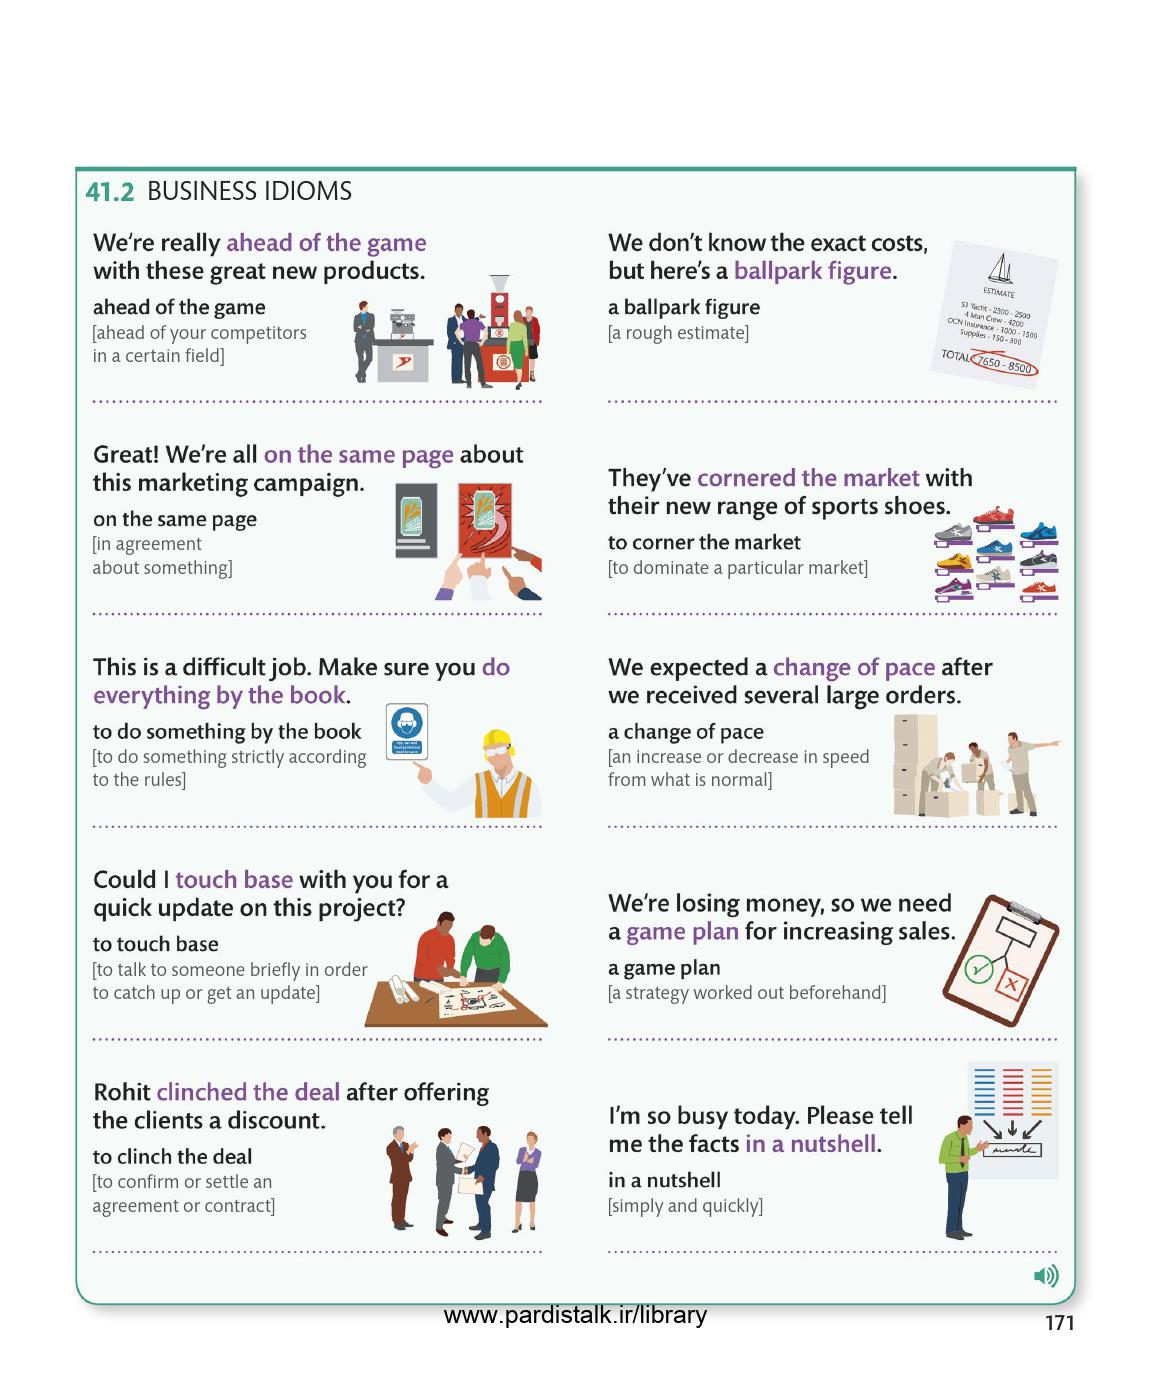 41.2 BUSINESS IDIOMS
We're really ahead of the game
with these great new products.
ahead of the game
[ahead of your competitors
in a certain field]
We don't know the exact costs,
but here's a ballpark figure.
a ballpark figure
[a rough estimate]
ESTIMATE
S1 Yacht - 2300 - 2500
4 Man Crew - 4200
OCN Insurance - 1000 - 1500
Supplies - 150 - 300
TOTAL 7650 - 8500
Great! We're all on the same page about
this marketing campaign.
on the same page
[in agreement
about something]
They've cornered the market with
their new range of sports shoes.
to corner the market
[to dominate a particular market]
This is a difficult job. Make sure you do
everything by the book.
to do something by the book
[to do something strictly according
to the rules]
We expected a change of pace after
we received several large orders.
a change of pace
[an increase or decrease in speed
from what is normal]
Could I touch base with you for a
quick update on this project?
to touch base
[to talk to someone briefly in order
to catch up or get an update]
We're losing money, so we need
a game plan for increasing sales.
a game plan
[a strategy worked out beforehand]
Rohit clinched the deal after offering
the clients a discount.
to clinch the deal
[to confirm or settle an
agreement or contract]
I'm so busy today. Please tell
me the facts in a nutshell.
in a nutshell
[simply and quickly]
www.pardistalk.ir/library
171